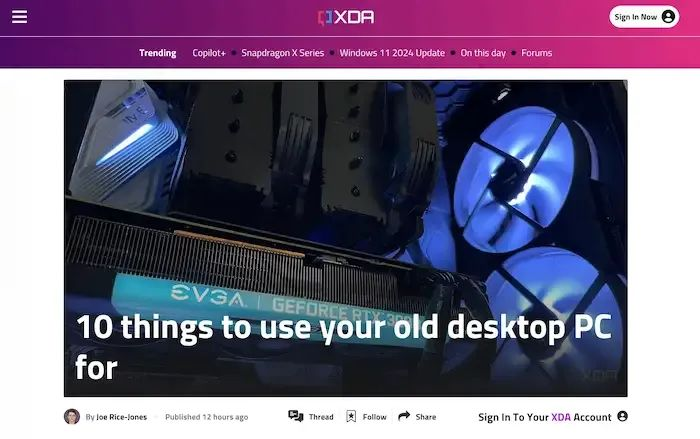 XDA
Sign In Now
Trending Copilot+ Snapdragon X Series Windows 11 2024 Update On this day Forums
EVGA GEFORCE RTX
10 things to use your old desktop PC
for
XDA
By Joe Rice-Jones Published 12 hours ago Thread Follow Share Sign In To Your XDA Account